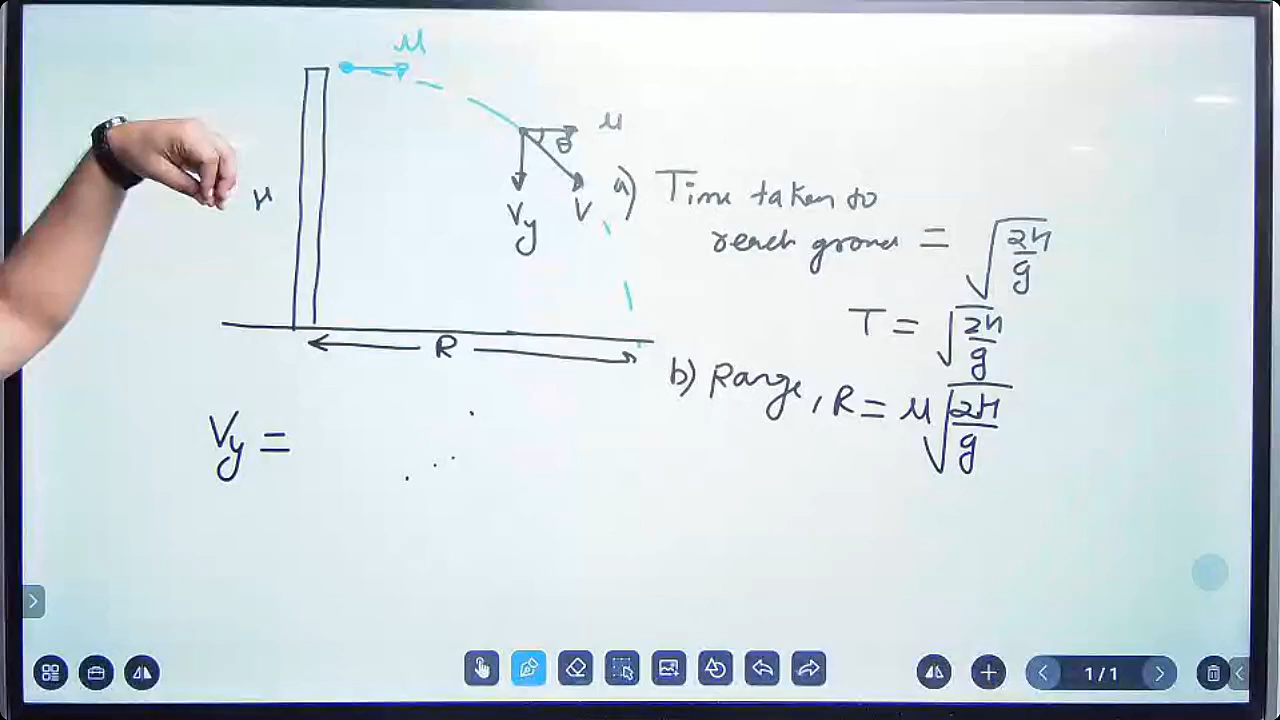 u
u
θ
H
Vy
V
a) Time taken to
reach ground = √(2H/g)
T = √(2H/g)
R
b) Range, R = u√(2H/g)
Vy =
1/1